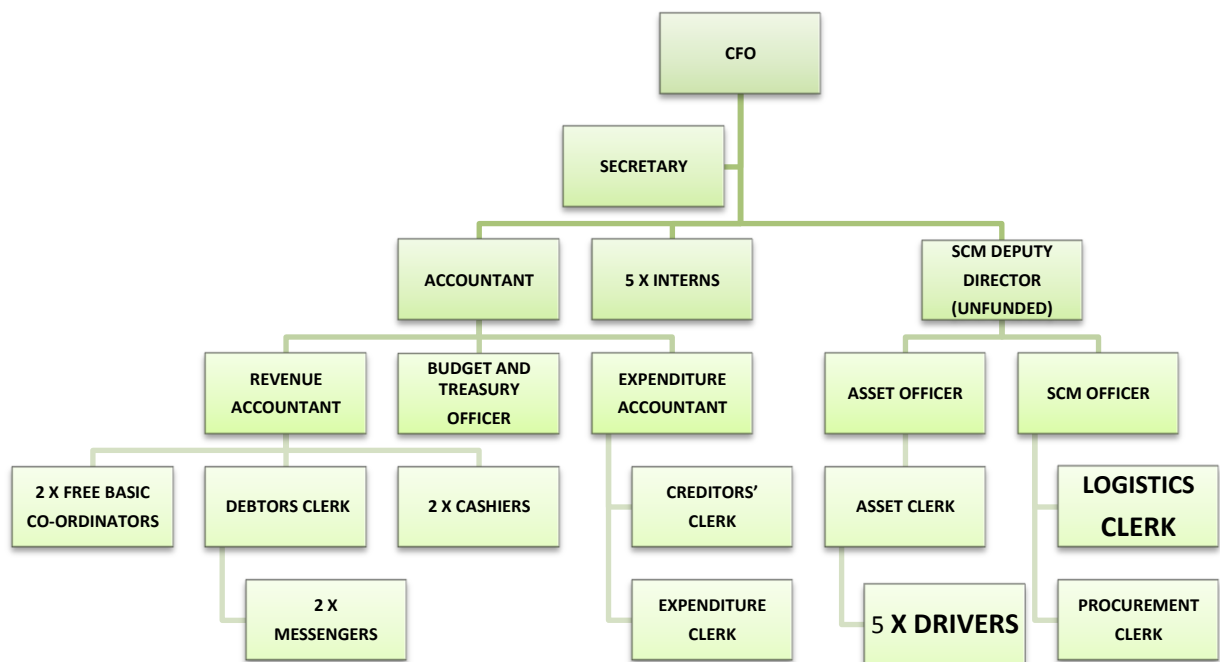 CFO
SECRETARY
ACCOUNTANT
5 X INTERNS
SCM DEPUTY
DIRECTOR
(UNFUNDED)
REVENUE
ACCOUNTANT
BUDGET AND
TREASURY
OFFICER
EXPENDITURE
ACCOUNTANT
ASSET OFFICER
SCM OFFICER
2 X FREE BASIC
CO-ORDINATORS
DEBTORS CLERK
2 X CASHIERS
CREDITORS’
CLERK
ASSET CLERK
LOGISTICS
CLERK
2 X
MESSENGERS
EXPENDITURE
CLERK
5 X DRIVERS
PROCUREMENT
CLERK